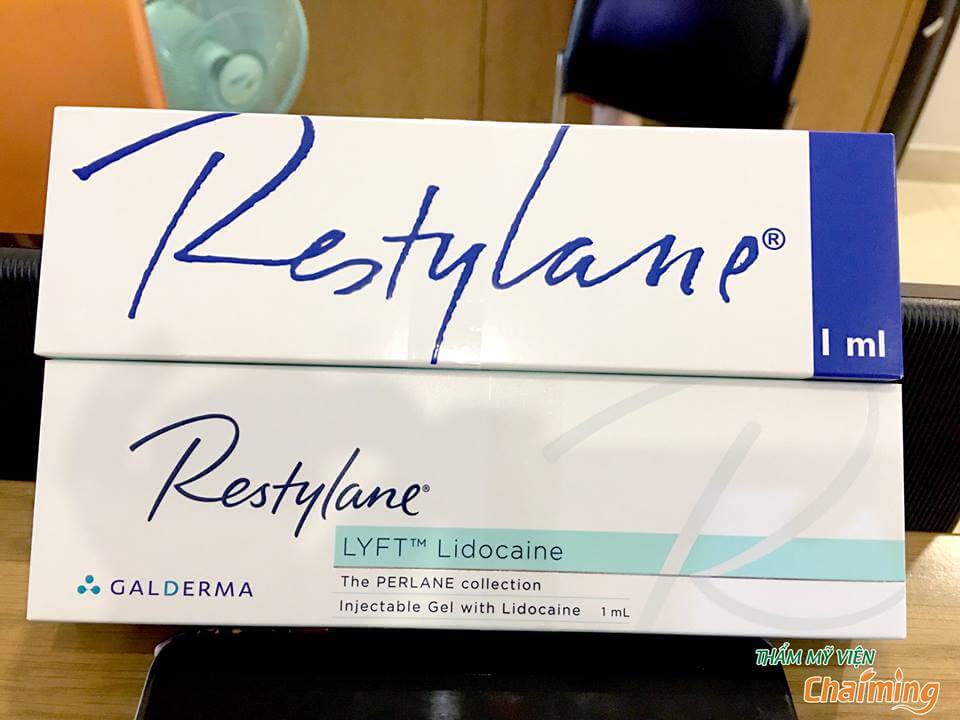 Restylane®
1 ml
Restylane®
LYFT™ Lidocaine
GALDERMA
The PERLANE collection
Injectable Gel with Lidocaine 1 mL
THẨM MỸ VIỆN
Chaiming